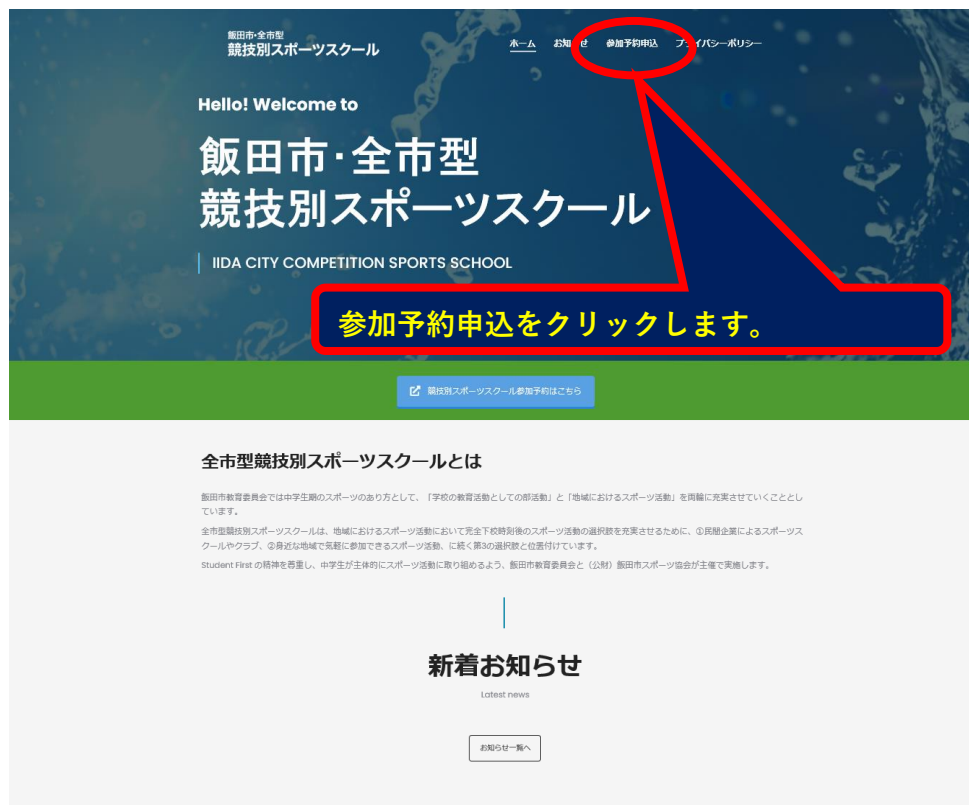 飯田市・全市型
競技別スポーツスクール
ホーム お知らせ 参加予約申込 プライバシーポリシー
Hello! Welcome to
飯田市・全市型
競技別スポーツスクール
IIDA CITY COMPETITION SPORTS SCHOOL
参加予約申込をクリックします。
競技別スポーツスクール参加予約はこちら
全市型競技別スポーツスクールとは
飯田市教育委員会では中学生期のスポーツのあり方として、「学校の教育活動としての部活動」と「地域におけるスポーツ活動」を両輪に充実させていくこととし
ています。
全市型競技別スポーツスクールは、地域におけるスポーツ活動において完全下校時刻後のスポーツ活動の選択肢を充実させるために、①民間企業によるスポーツス
クールやクラブ、②身近な地域で気軽に参加できるスポーツ活動、に続く第3の選択肢と位置付けています。
Student First の精神を尊重し、中学生が主体的にスポーツ活動に取り組めるよう、飯田市教育委員会と（公財）飯田市スポーツ協会が主催で実施します。
新着お知らせ
Latest news
お知らせ一覧へ